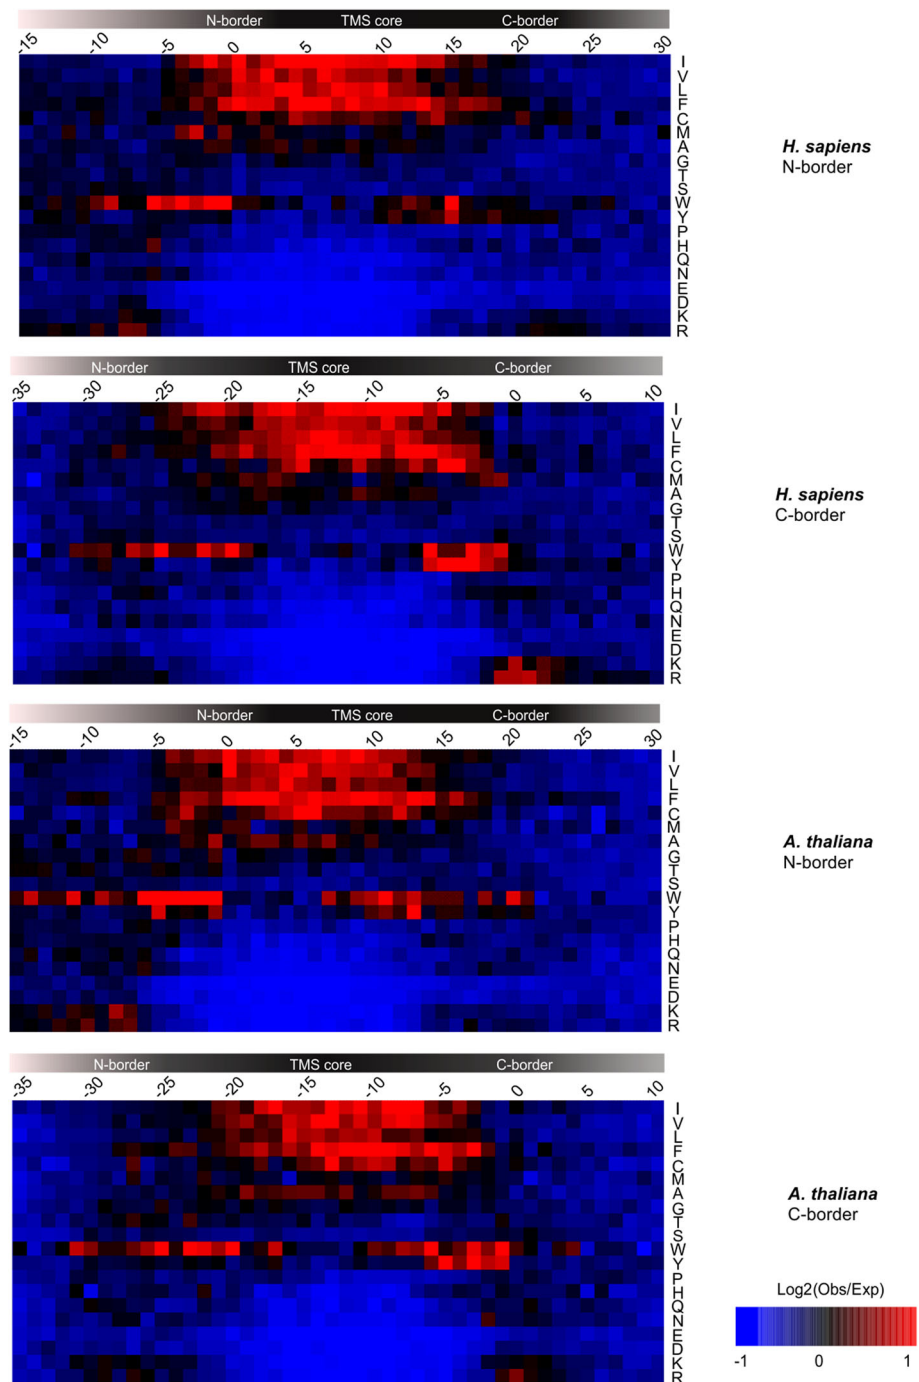 N-border TMS core C-border
-15 -10 -5 0 5 10 15 20 25 30
I
V
L
F
C
M
A
G
T
S
W
Y
P
H
Q
N
E
D
K
R
H. sapiens
N-border
N-border TMS core C-border
-35 -30 -25 -20 -15 -10 -5 0 5 10
I
V
L
F
C
M
A
G
T
S
W
Y
P
H
Q
N
E
D
K
R
H. sapiens
C-border
N-border TMS core C-border
-15 -10 -5 0 5 10 15 20 25 30
I
V
L
F
C
M
A
G
T
S
W
Y
P
H
Q
N
E
D
K
R
A. thaliana
N-border
N-border TMS core C-border
-35 -30 -25 -20 -15 -10 -5 0 5 10
I
V
L
F
C
M
A
G
T
S
W
Y
P
H
Q
N
E
D
K
R
A. thaliana
C-border
Log2(Obs/Exp)
-1 0 1